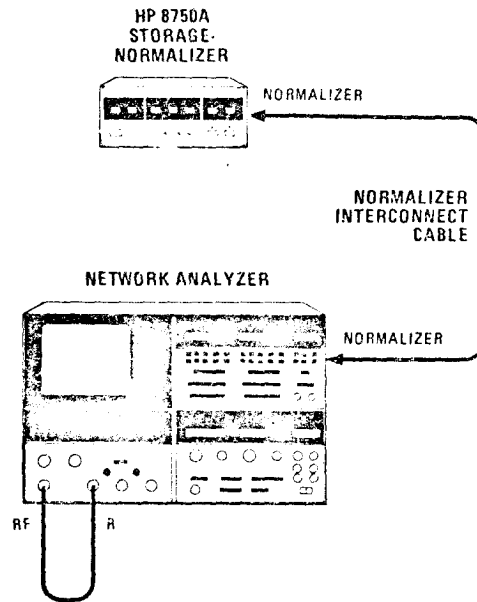 HP 8750A
STORAGE-
NORMALIZER
NORMALIZER
NORMALIZER
INTERCONNECT
CABLE
NETWORK ANALYZER
NORMALIZER
RF
R